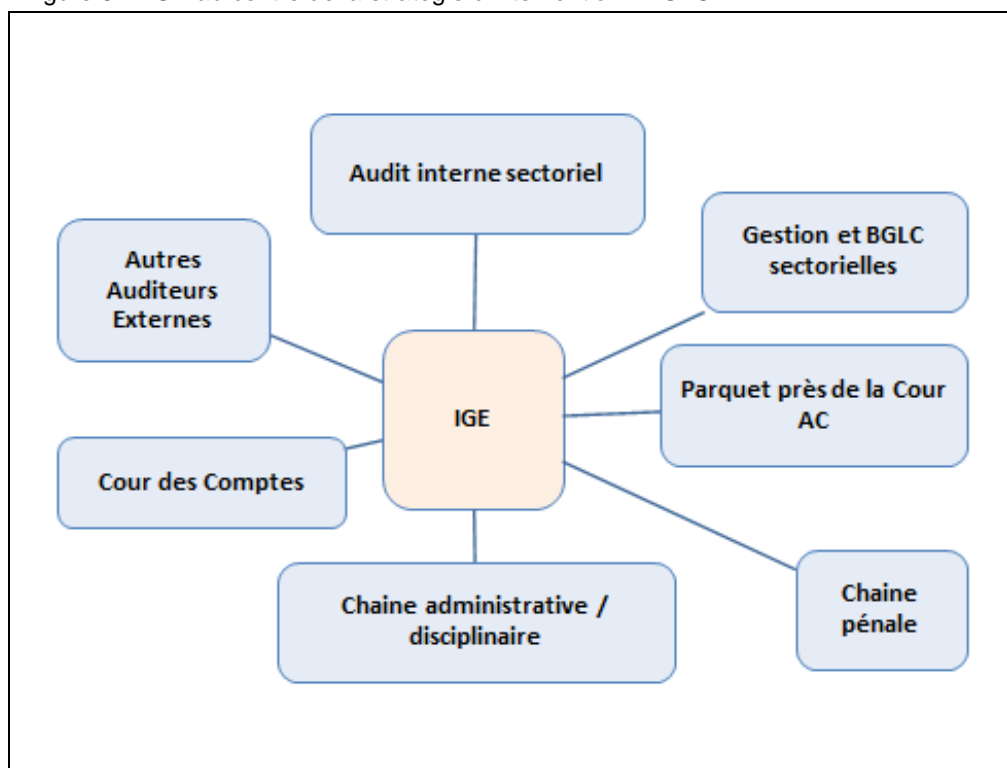 Audit interne sectoriel
Gestion et BGLC
sectorielles
Autres
Auditeurs
Externes
IGE
Parquet près de la Cour
AC
Cour des Comptes
Chaine administrative /
disciplinaire
Chaine
pénale